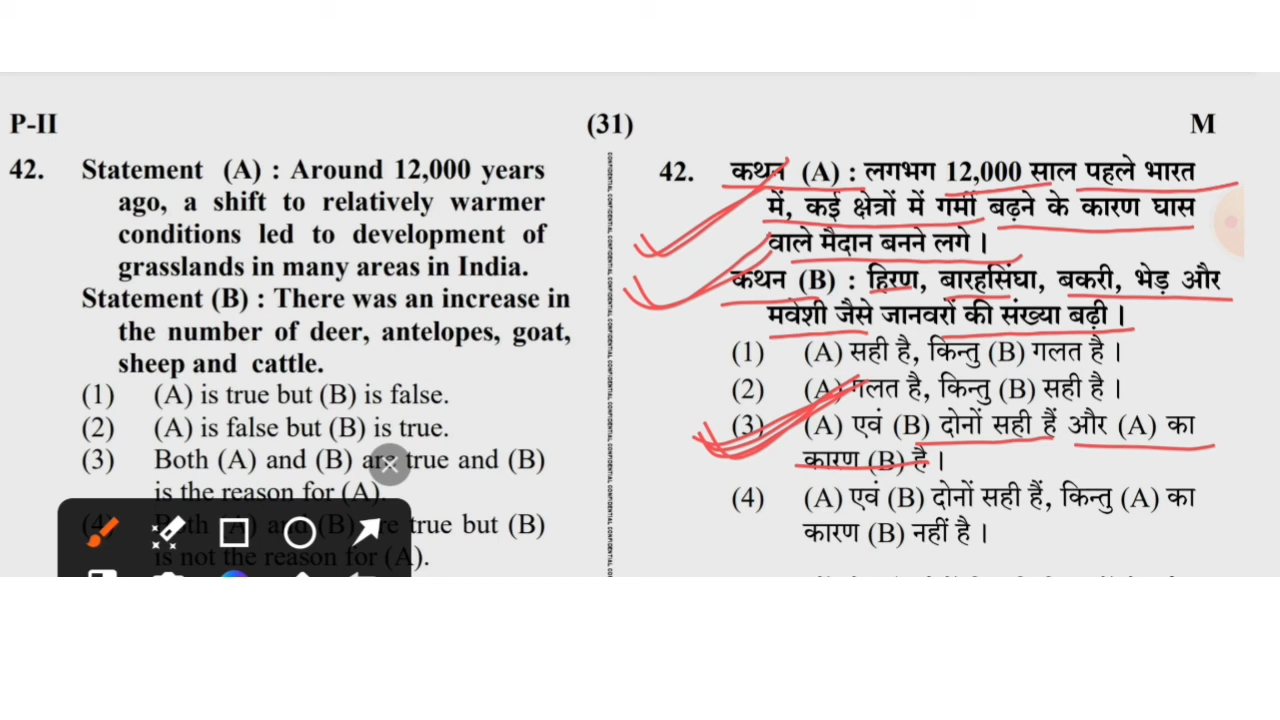 P-II
(31)
M
42. Statement (A) : Around 12,000 years
ago, a shift to relatively warmer
conditions led to development of
grasslands in many areas in India.
Statement (B) : There was an increase in
the number of deer, antelopes, goat,
sheep and cattle.
(1) (A) is true but (B) is false.
(2) (A) is false but (B) is true.
(3) Both (A) and (B) are true and (B)
is the reason for (A).
(4) Both (A) and (B) are true but (B)
is not the reason for (A).
42. कथन (A) : लगभग 12,000 साल पहले भारत
में, कई क्षेत्रों में गर्मी बढ़ने के कारण घास
वाले मैदान बनने लगे।
कथन (B) : हिरण, बारहसिंघा, बकरी, भेड़ और
मवेशी जैसे जानवरों की संख्या बढ़ी।
(1) (A) सही है, किन्तु (B) गलत है।
(2) (A) गलत है, किन्तु (B) सही है।
(3) (A) एवं (B) दोनों सही हैं और (A) का
कारण (B) है।
(4) (A) एवं (B) दोनों सही हैं, किन्तु (A) का
कारण (B) नहीं है।